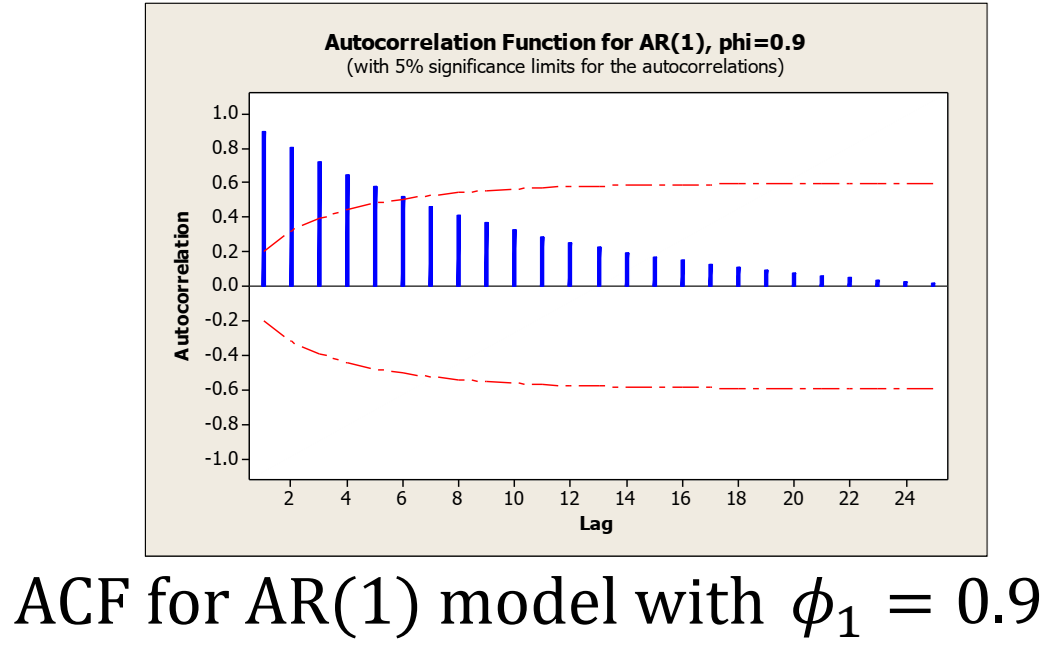 Autocorrelation Function for AR(1), phi=0.9
(with 5% significance limits for the autocorrelations)
Autocorrelation
1.0
0.8
0.6
0.4
0.2
0.0
-0.2
-0.4
-0.6
-0.8
-1.0
2 4 6 8 10 12 14 16 18 20 22 24
Lag
ACF for AR(1) model with ϕ₁ = 0.9